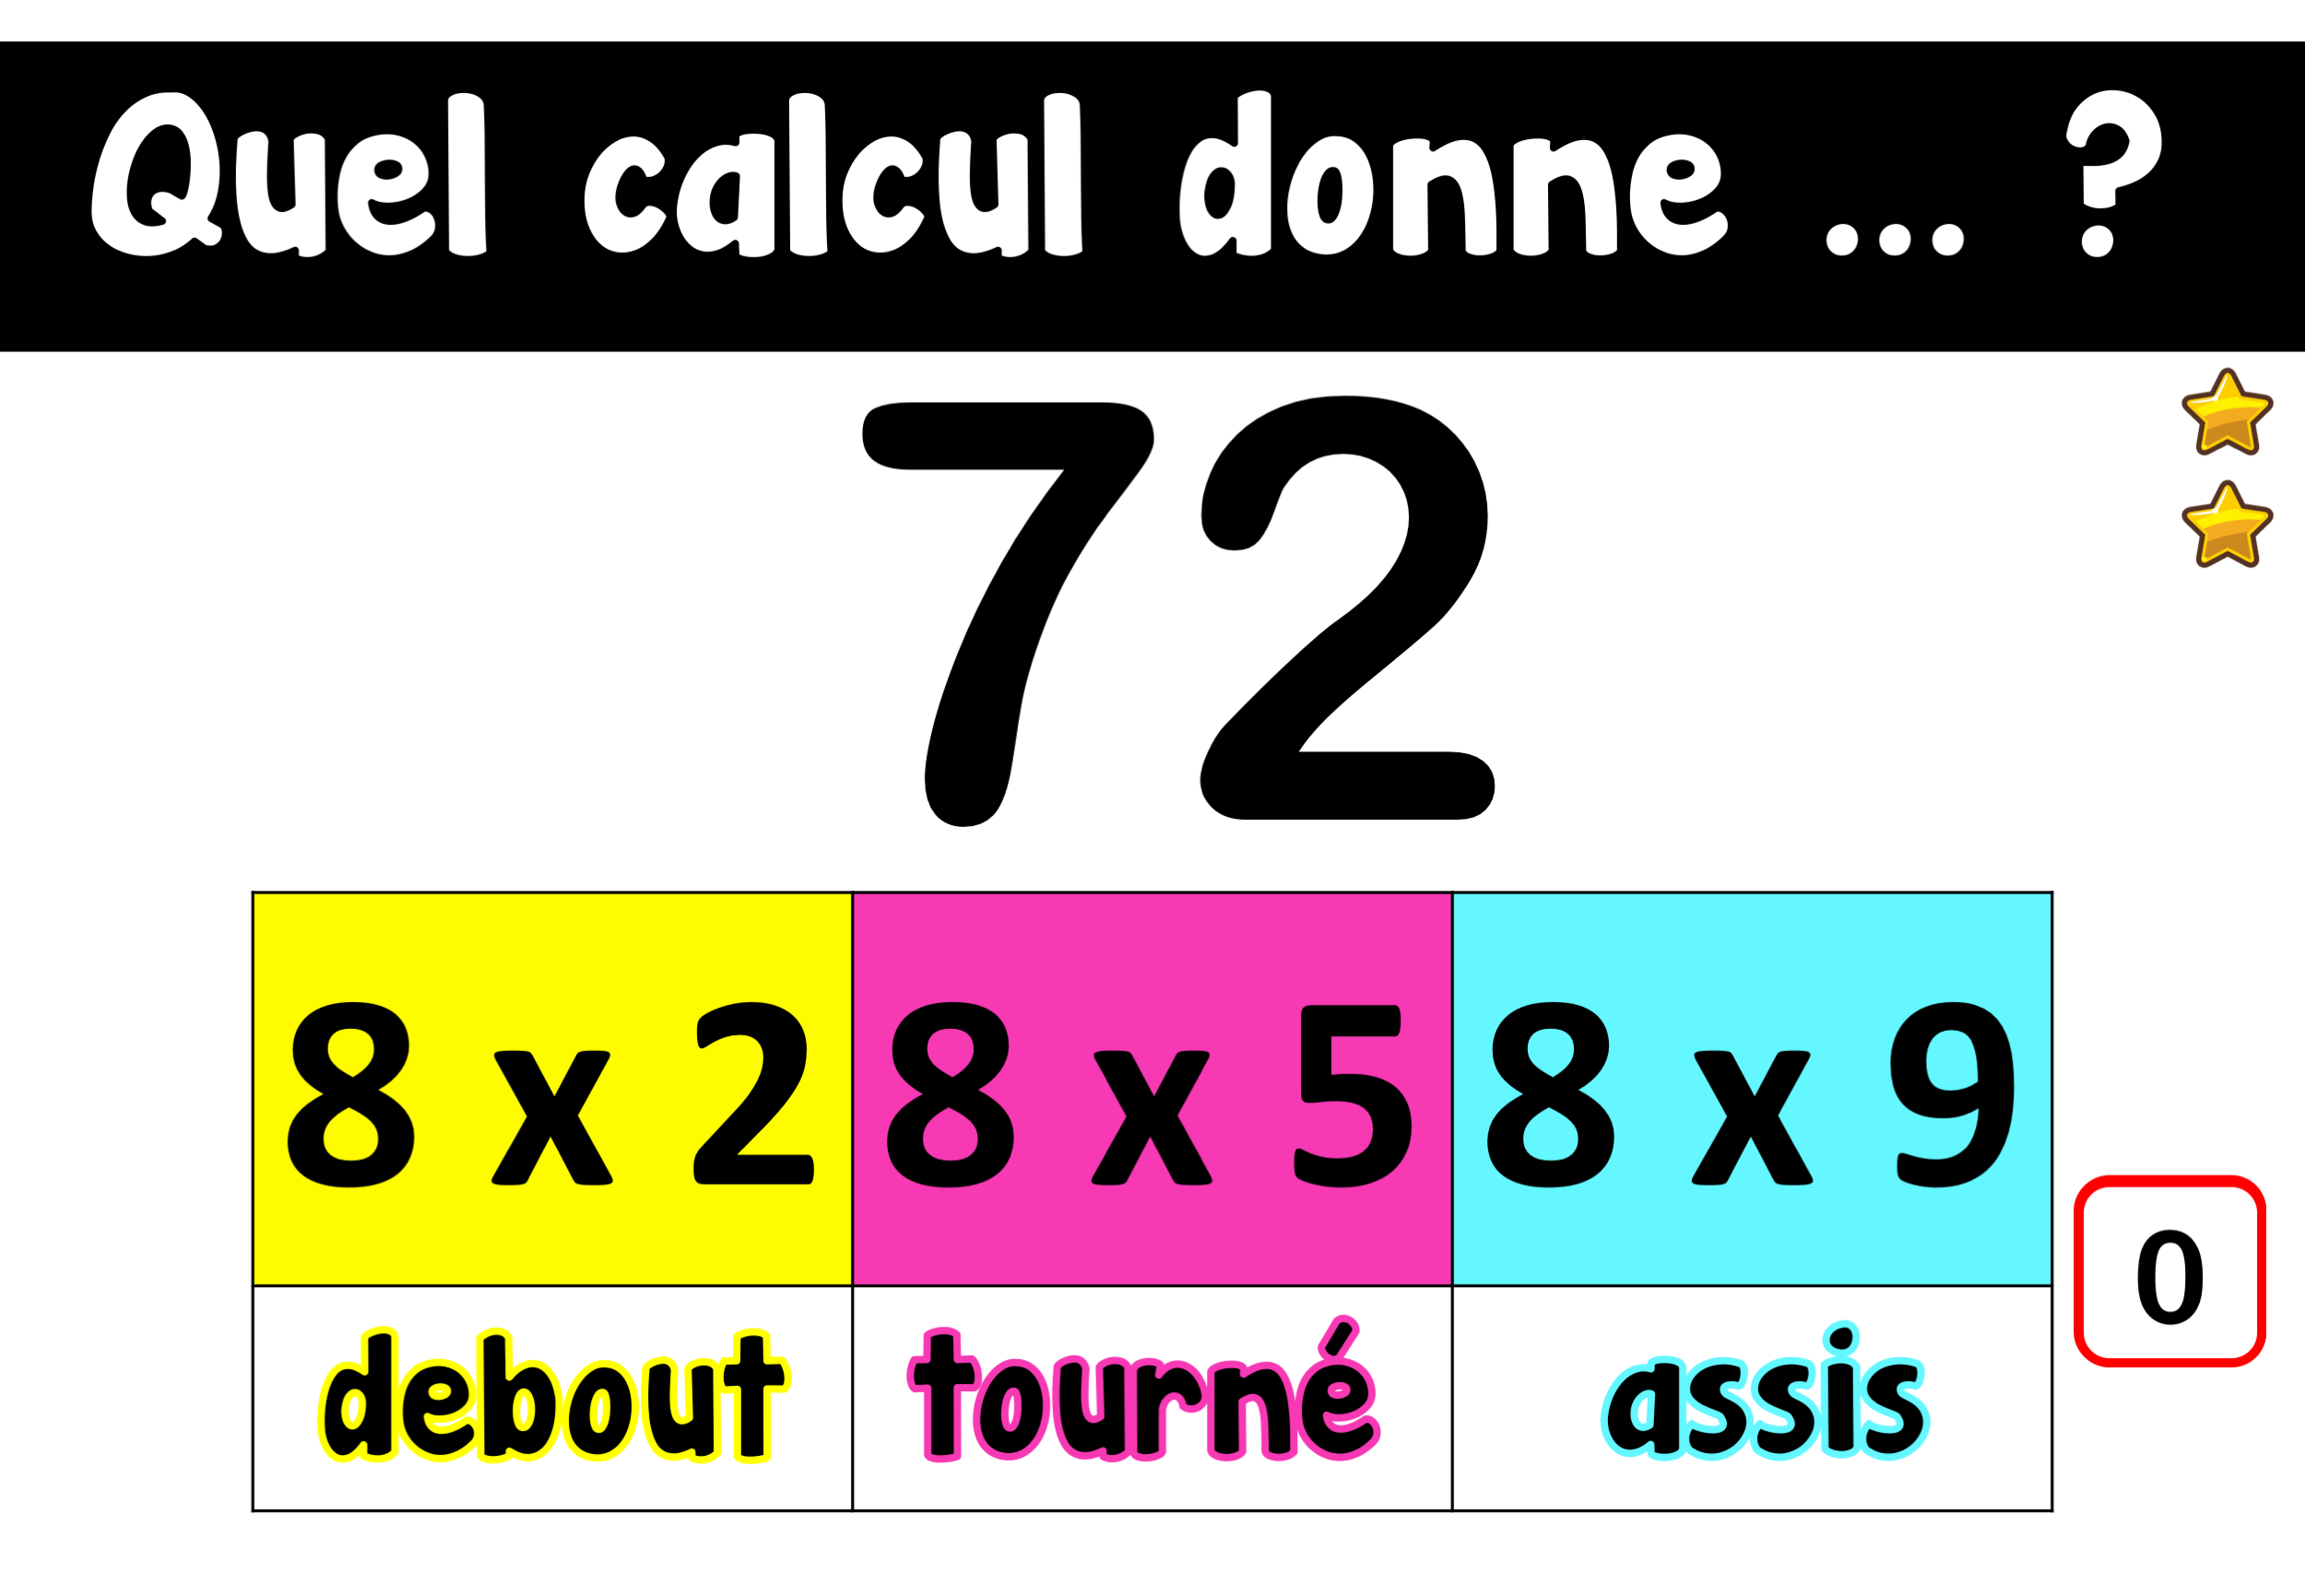 Quel calcul donne ... ?
72
8 x 2 8 x 5 8 x 9
0
debout tourné assis